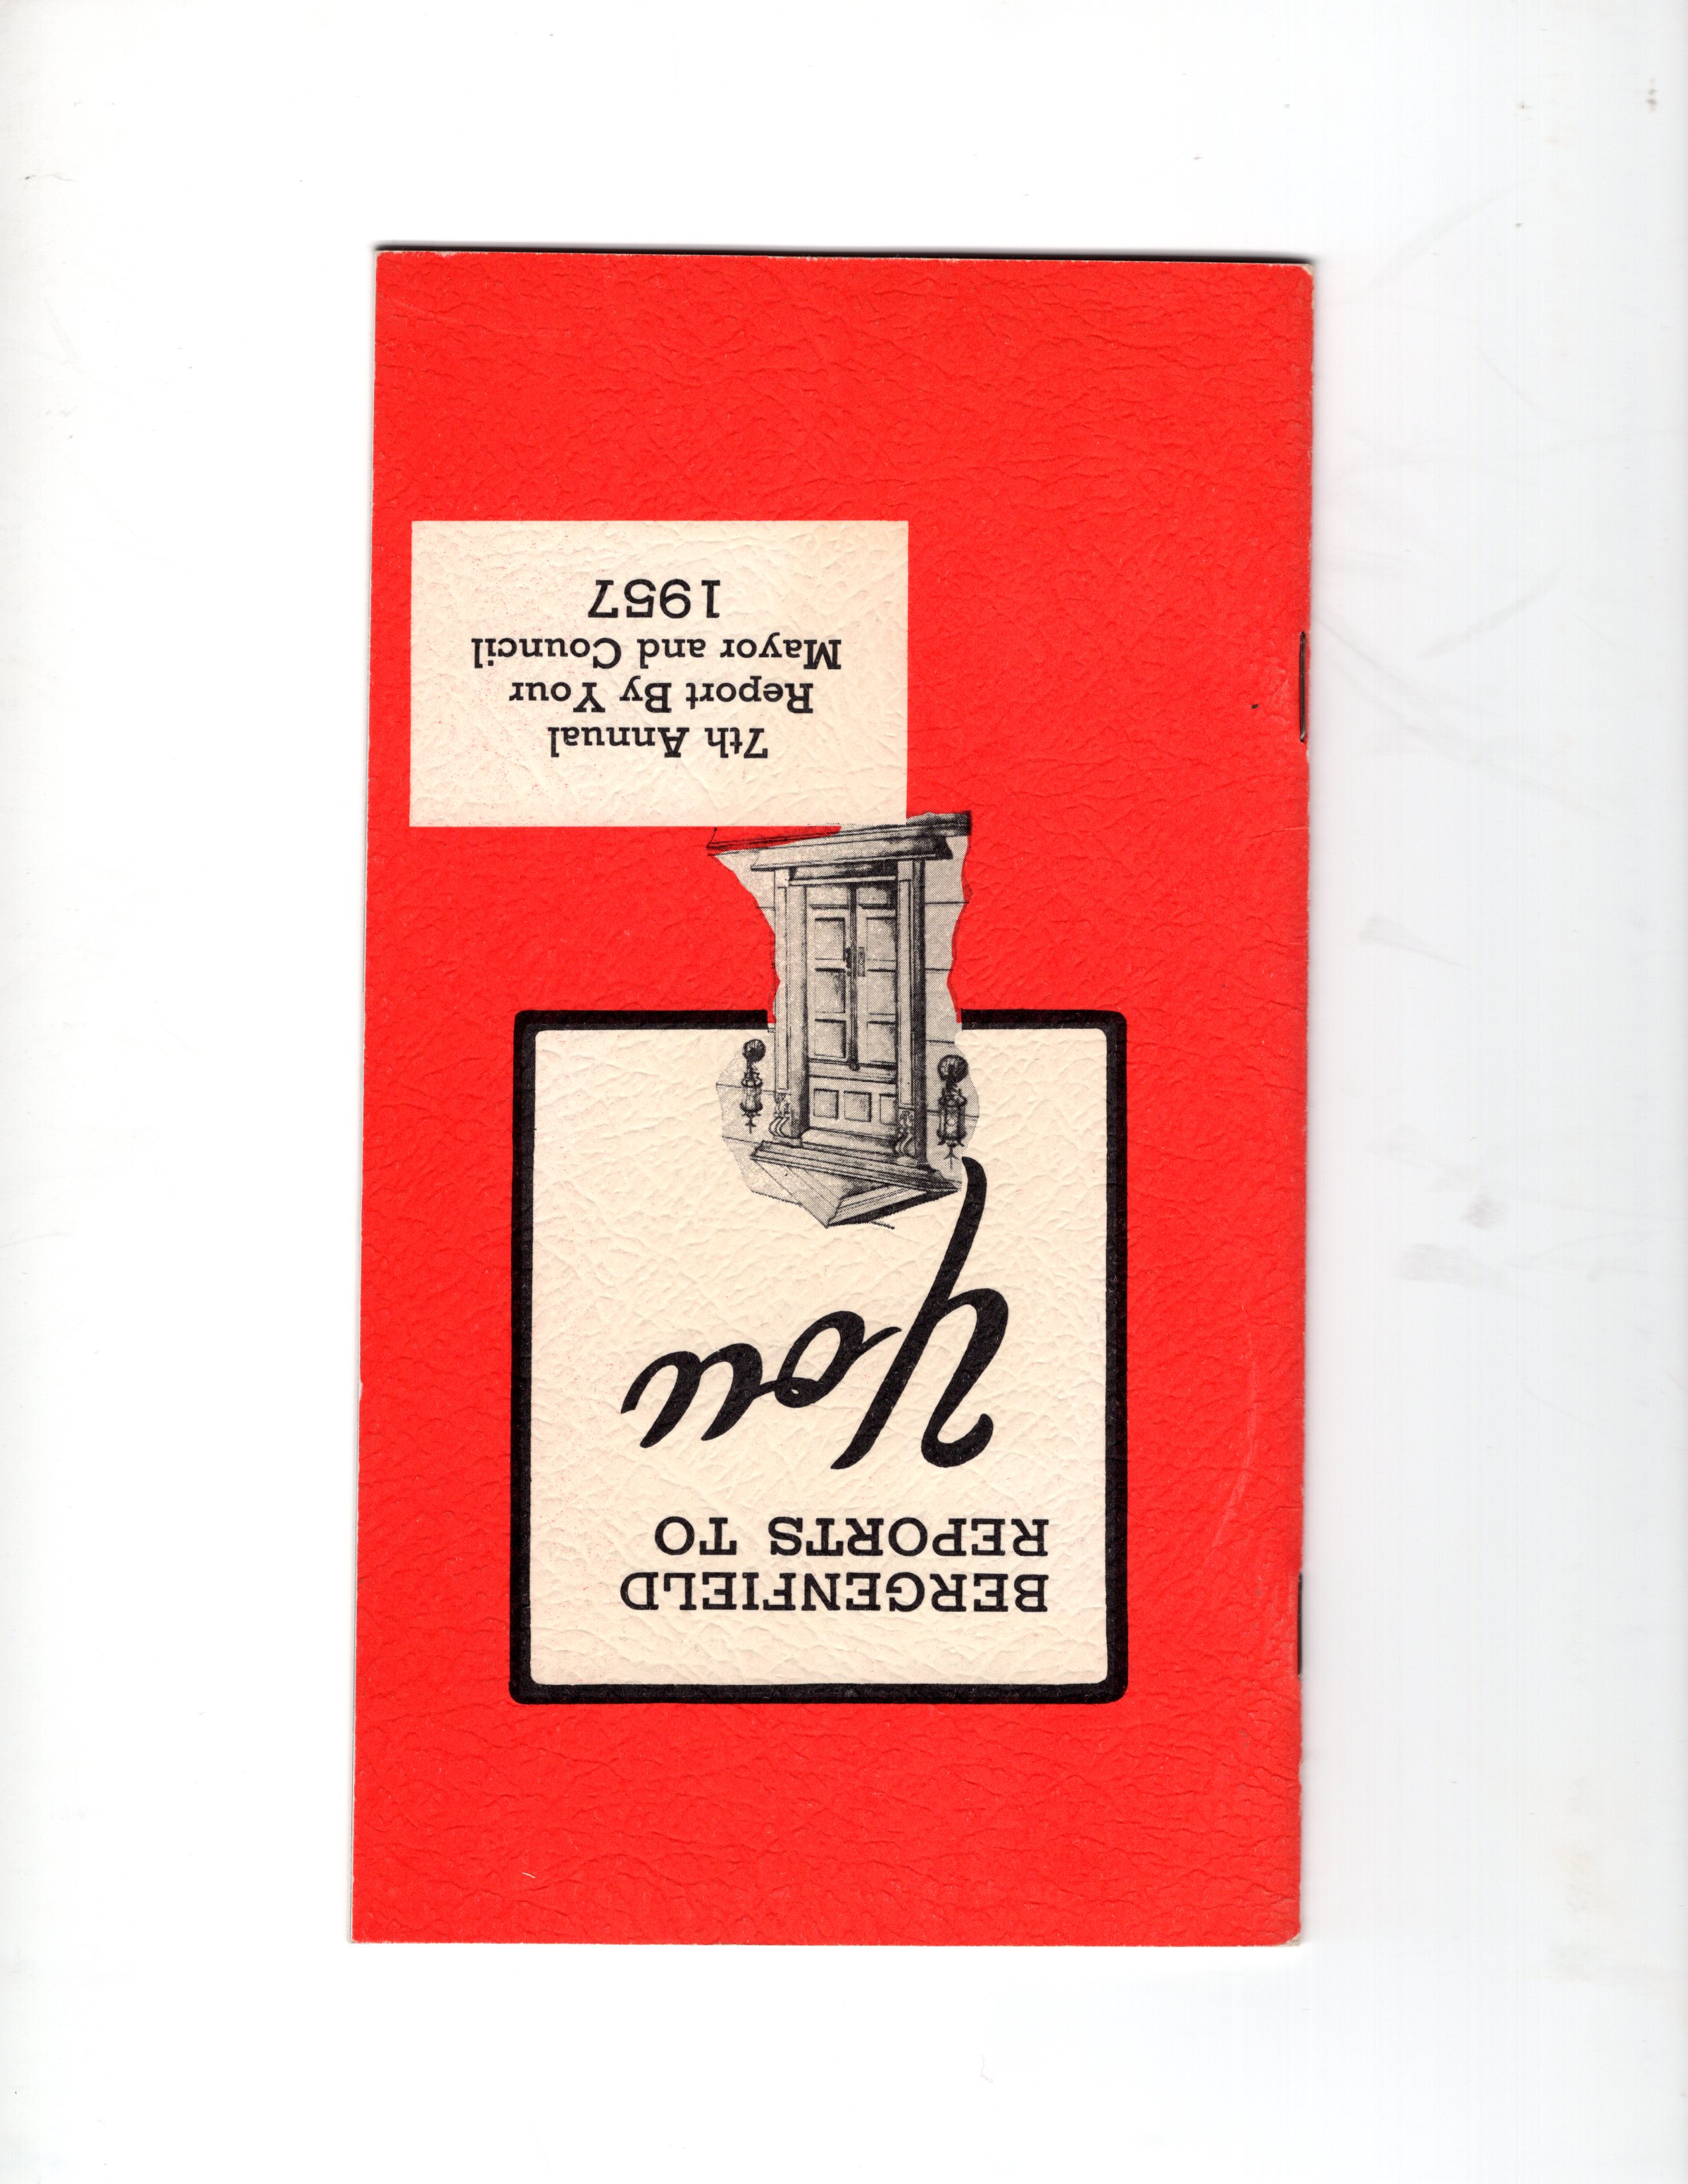 BERGENFIELD
REPORTS TO
You
7th Annual
Report By Your
Mayor and Council
1957